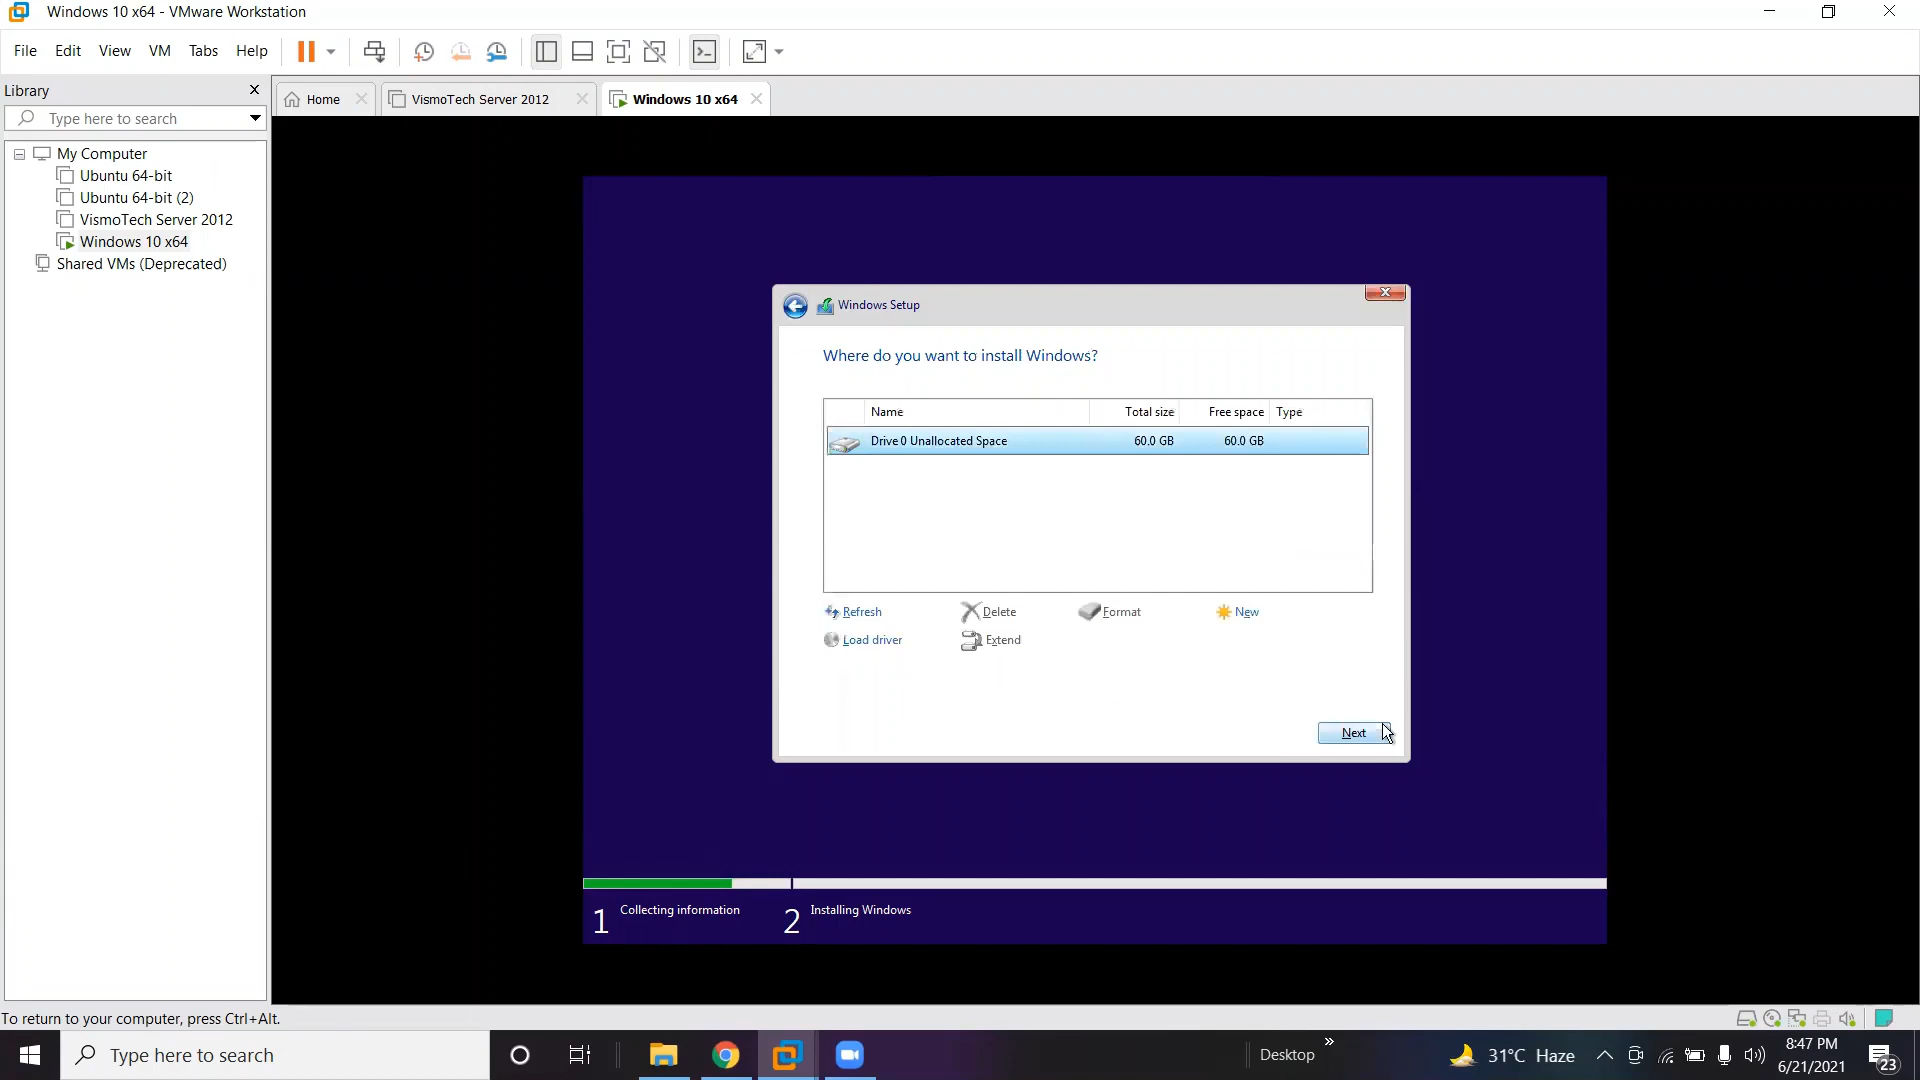 Windows 10 x64 - VMware Workstation
File Edit View VM Tabs Help
Library
Type here to search
My Computer
Ubuntu 64-bit
Ubuntu 64-bit (2)
VismoTech Server 2012
Windows 10 x64
Shared VMs (Deprecated)
Home VismoTech Server 2012 Windows 10 x64
Windows Setup
Where do you want to install Windows?
Name Total size Free space Type
Drive 0 Unallocated Space 60.0 GB 60.0 GB
Refresh Delete Format New
Load driver Extend
Next
1 Collecting information 2 Installing Windows
To return to your computer, press Ctrl+Alt.
Type here to search
Desktop
31°C Haze
8:47 PM
6/21/2021
23